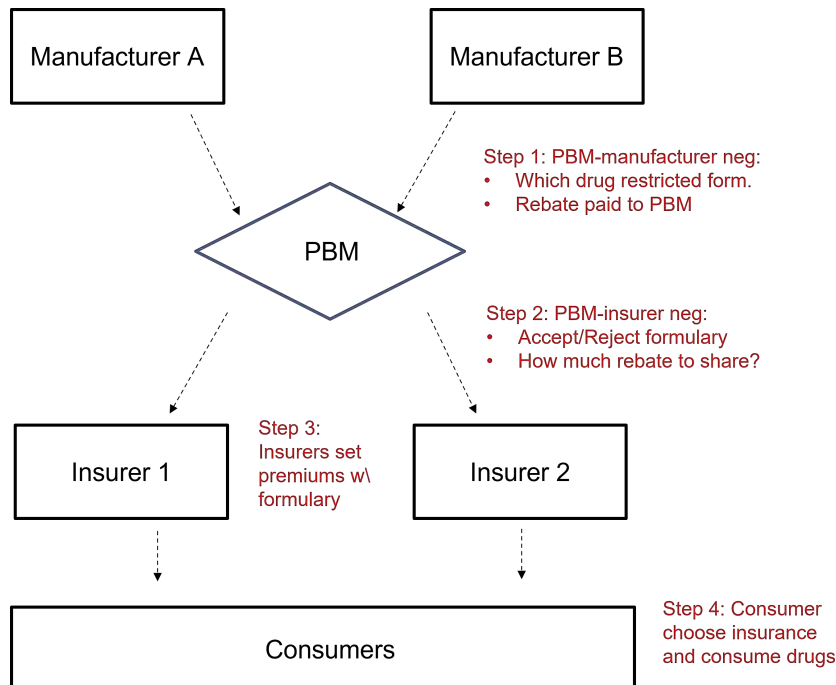 Manufacturer A
Manufacturer B
Step 1: PBM-manufacturer neg:
• Which drug restricted form.
• Rebate paid to PBM
PBM
Step 2: PBM-insurer neg:
• Accept/Reject formulary
• How much rebate to share?
Insurer 1
Step 3:
Insurers set
premiums w\
formulary
Insurer 2
Consumers
Step 4: Consumer
choose insurance
and consume drugs